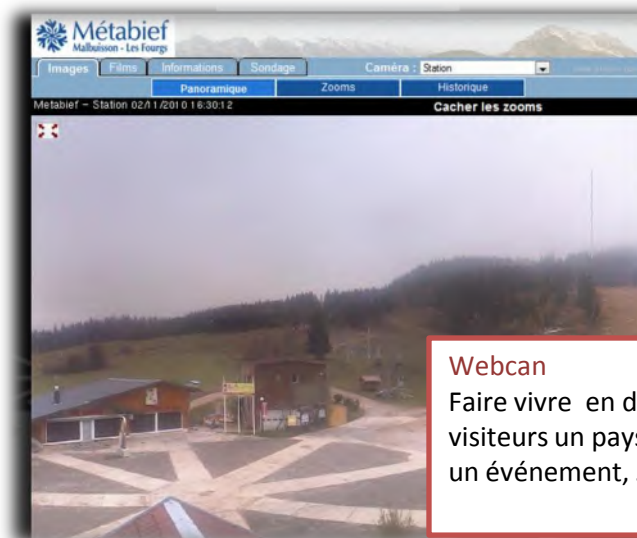 Métabief
Malbuisson - Les Fourgs
Images Films Informations Sondage Caméra : Station
Panoramique Zooms Historique
Metabief – Station 02/11/2010 16:30:12 Cacher les zooms
Webcan
Faire vivre en d
visiteurs un pays
un événement,